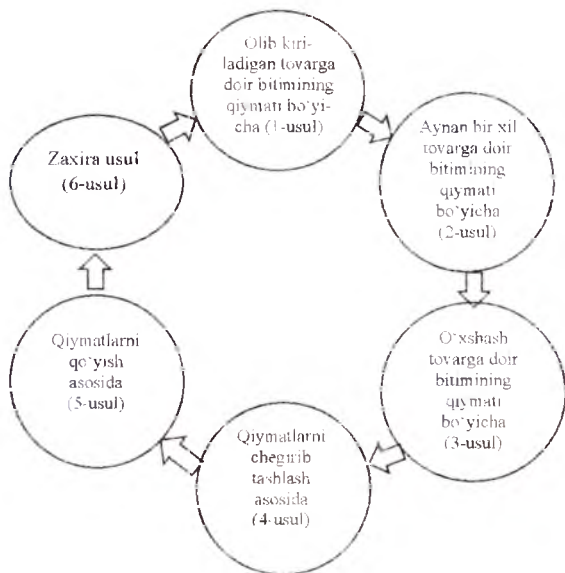 Olib kiri-
ladigan tovarga
doir bitimining
qiymati bo‘yi-
cha (1-usul)
Aynan bir xil
tovarga doir
bitimining
qiymati
bo‘yicha
(2-usul)
O‘xshash
tovarga doir
bitimining
qiymati
bo‘yicha
(3-usul)
Qiymatlarni
chegirib
tashlash
asosida
(4-usul)
Qiymatlarni
qo‘yish
asosida
(5-usul)
Zaxira usul
(6-usul)